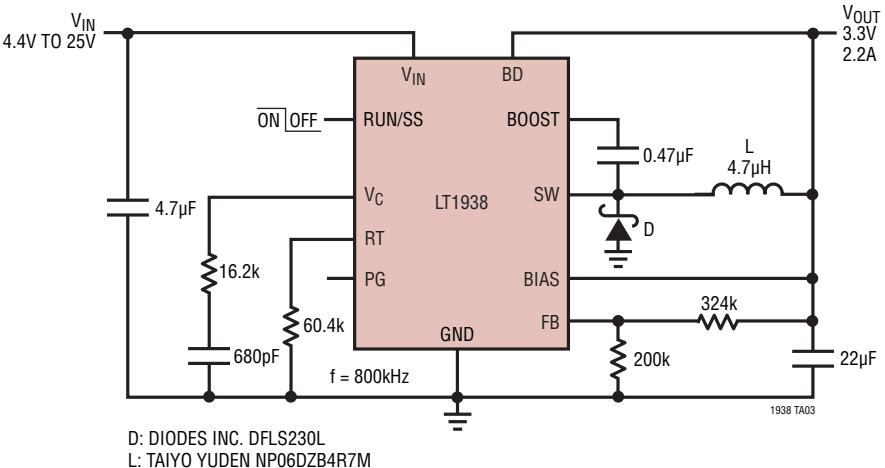 VIN
4.4V TO 25V
VOUT
3.3V
2.2A
VIN
BD
ON OFF
RUN/SS
BOOST
0.47µF
L
4.7µH
4.7µF
VC
LT1938
SW
16.2k
RT
D
PG
BIAS
60.4k
324k
FB
GND
680pF
200k
22µF
f = 800kHz
1938 TA03
D: DIODES INC. DFLS230L
L: TAIYO YUDEN NP06DZB4R7M